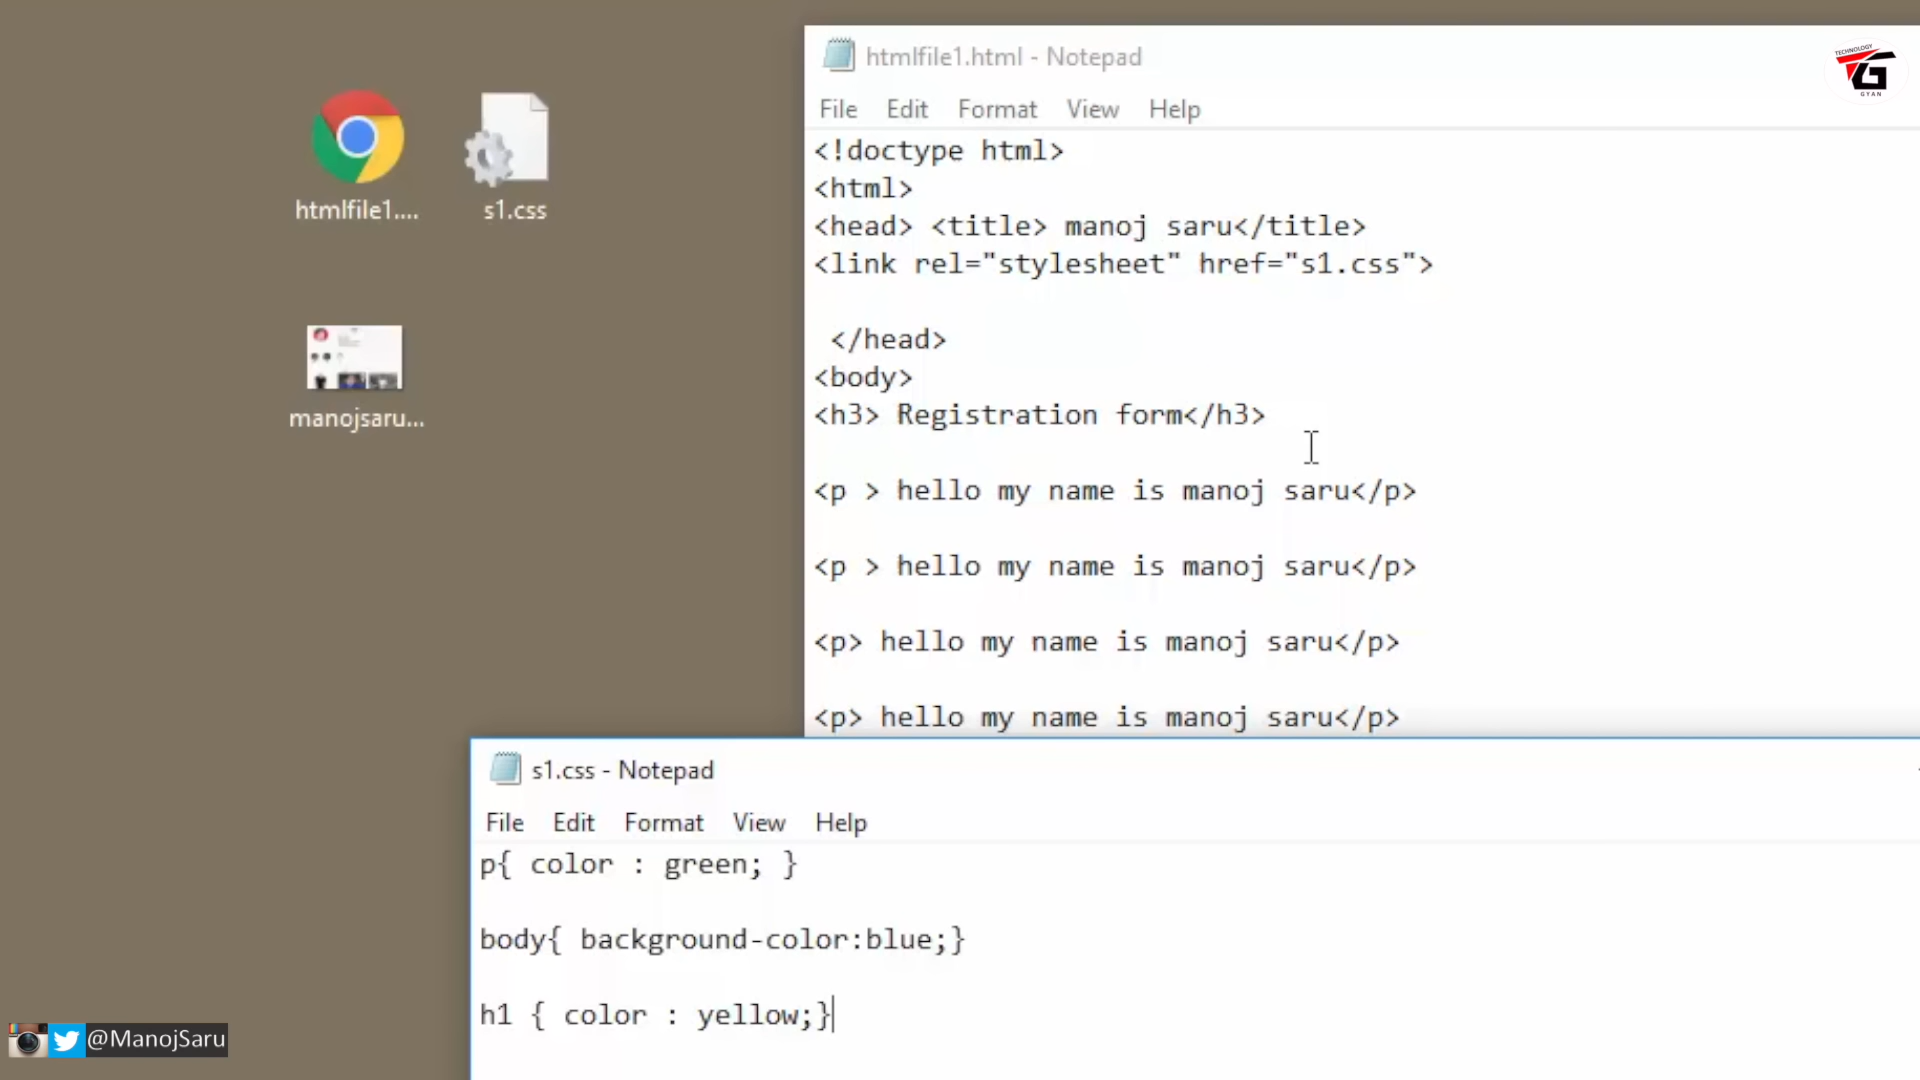 htmlfile1.html - Notepad
TECHNOLOGY
TG
GYAN
File Edit Format View Help
<!doctype html>
<html>
<head> <title> manoj saru</title>
<link rel="stylesheet" href="s1.css">
</head>
<body>
<h3> Registration form</h3>
<p > hello my name is manoj saru</p>
<p > hello my name is manoj saru</p>
<p> hello my name is manoj saru</p>
<p> hello my name is manoj saru</p>
htmlfile1....
s1.css
manojsaru...
s1.css - Notepad
File Edit Format View Help
p{ color : green; }
body{ background-color:blue;}
h1 { color : yellow;}
@ManojSaru